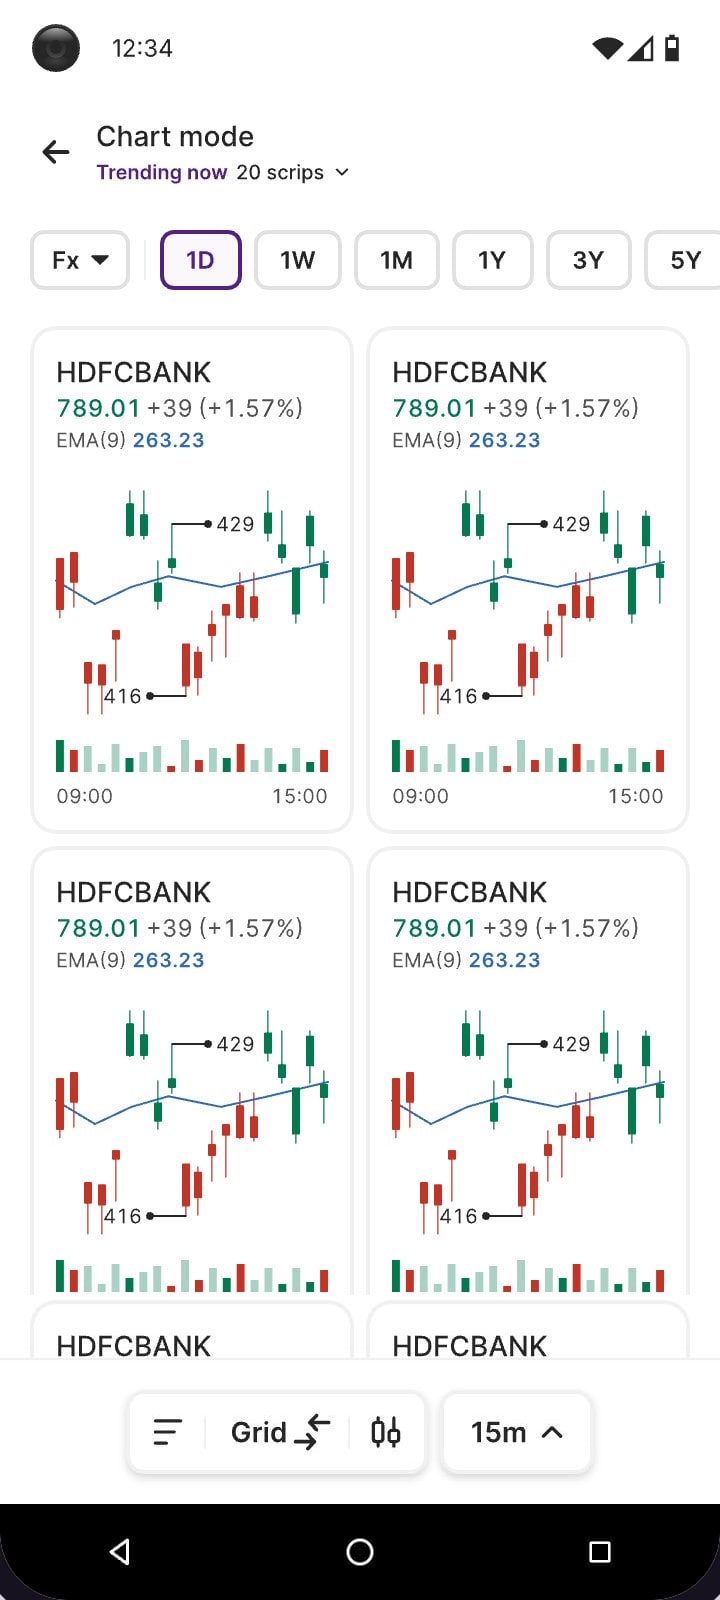 12:34
Chart mode
Trending now 20 scrips
Fx 1D 1W 1M 1Y 3Y 5Y
HDFCBANK
789.01 +39 (+1.57%)
EMA(9) 263.23
429
416
09:00 15:00
HDFCBANK
789.01 +39 (+1.57%)
EMA(9) 263.23
429
416
09:00 15:00
HDFCBANK
789.01 +39 (+1.57%)
EMA(9) 263.23
429
416
HDFCBANK
789.01 +39 (+1.57%)
EMA(9) 263.23
429
416
HDFCBANK
HDFCBANK
Grid 15m